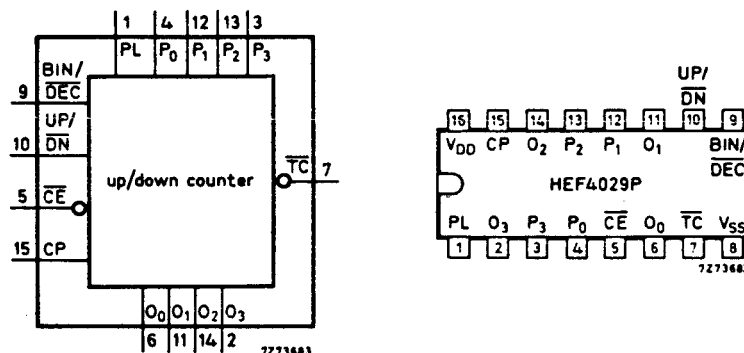 1 4 12 13 3
PL P₀ P₁ P₂ P₃
9 BIN/
DEC
10 UP/
DN
5 CE
15 CP
up/down counter
TC 7
O₀ O₁ O₂ O₃
6 11 14 2
7Z73683
UP/
DN
16 15 14 13 12 11 10 9
V_DD CP O₂ P₂ P₁ O₁ BIN/
DEC
HEF4029P
PL O₃ P₃ P₀ CE O₀ TC V_SS
1 2 3 4 5 6 7 8